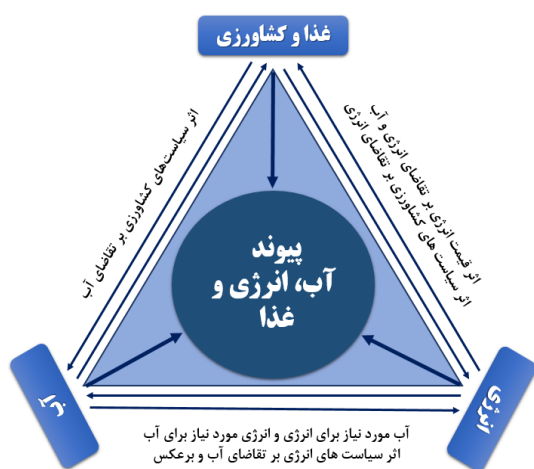 غذا و کشاورزی
اثر قیمت انرژی بر تقاضای انرژی و آب
اثر سیاست های کشاورزی بر تقاضای انرژی
اثر سیاست‌های کشاورزی بر تقاضای آب
پیوند
آب، انرژی و
غذا
انرژی
آب
آب مورد نیاز برای انرژی و انرژی مورد نیاز برای آب
اثر سیاست های انرژی بر تقاضای آب و برعکس